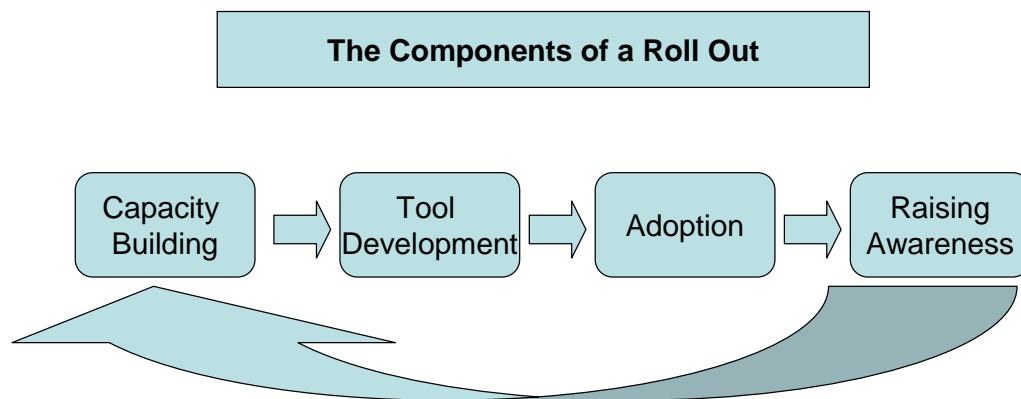 The Components of a Roll Out
Capacity
Building
Tool
Development
Adoption
Raising
Awareness